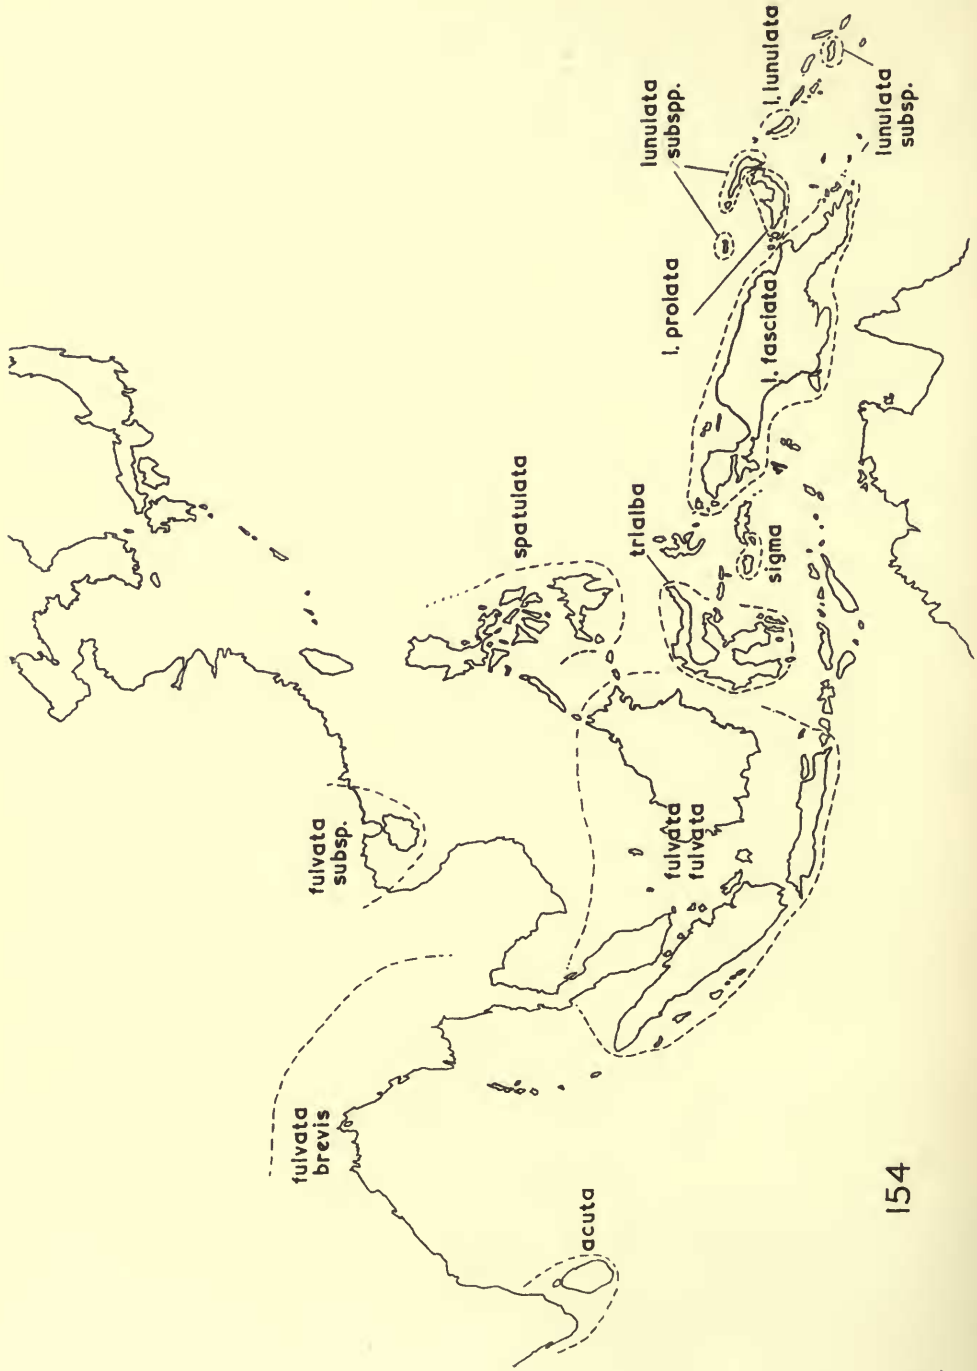 fulvata
brevis
acuta
fulvata
subsp.
fulvata
fulvata
spatulata
trialba
sigma
l. prolata
l. fasciata
lunulata
subspp.
l. lunulata
lunulata
subsp.
154